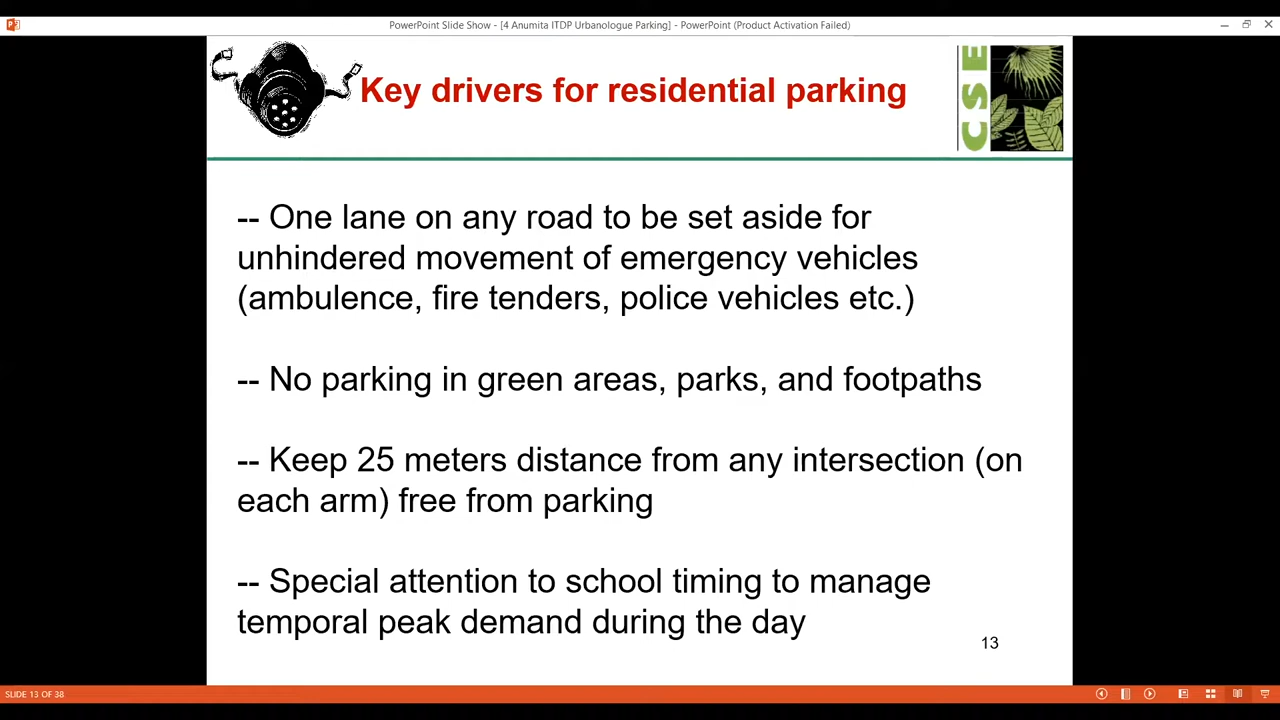 PowerPoint Slide Show - [4 Anumita ITDP Urbanologue Parking] - PowerPoint (Product Activation Failed)
Key drivers for residential parking
CSE
-- One lane on any road to be set aside for
unhindered movement of emergency vehicles
(ambulence, fire tenders, police vehicles etc.)
-- No parking in green areas, parks, and footpaths
-- Keep 25 meters distance from any intersection (on
each arm) free from parking
-- Special attention to school timing to manage
temporal peak demand during the day
13
SLIDE 13 OF 38